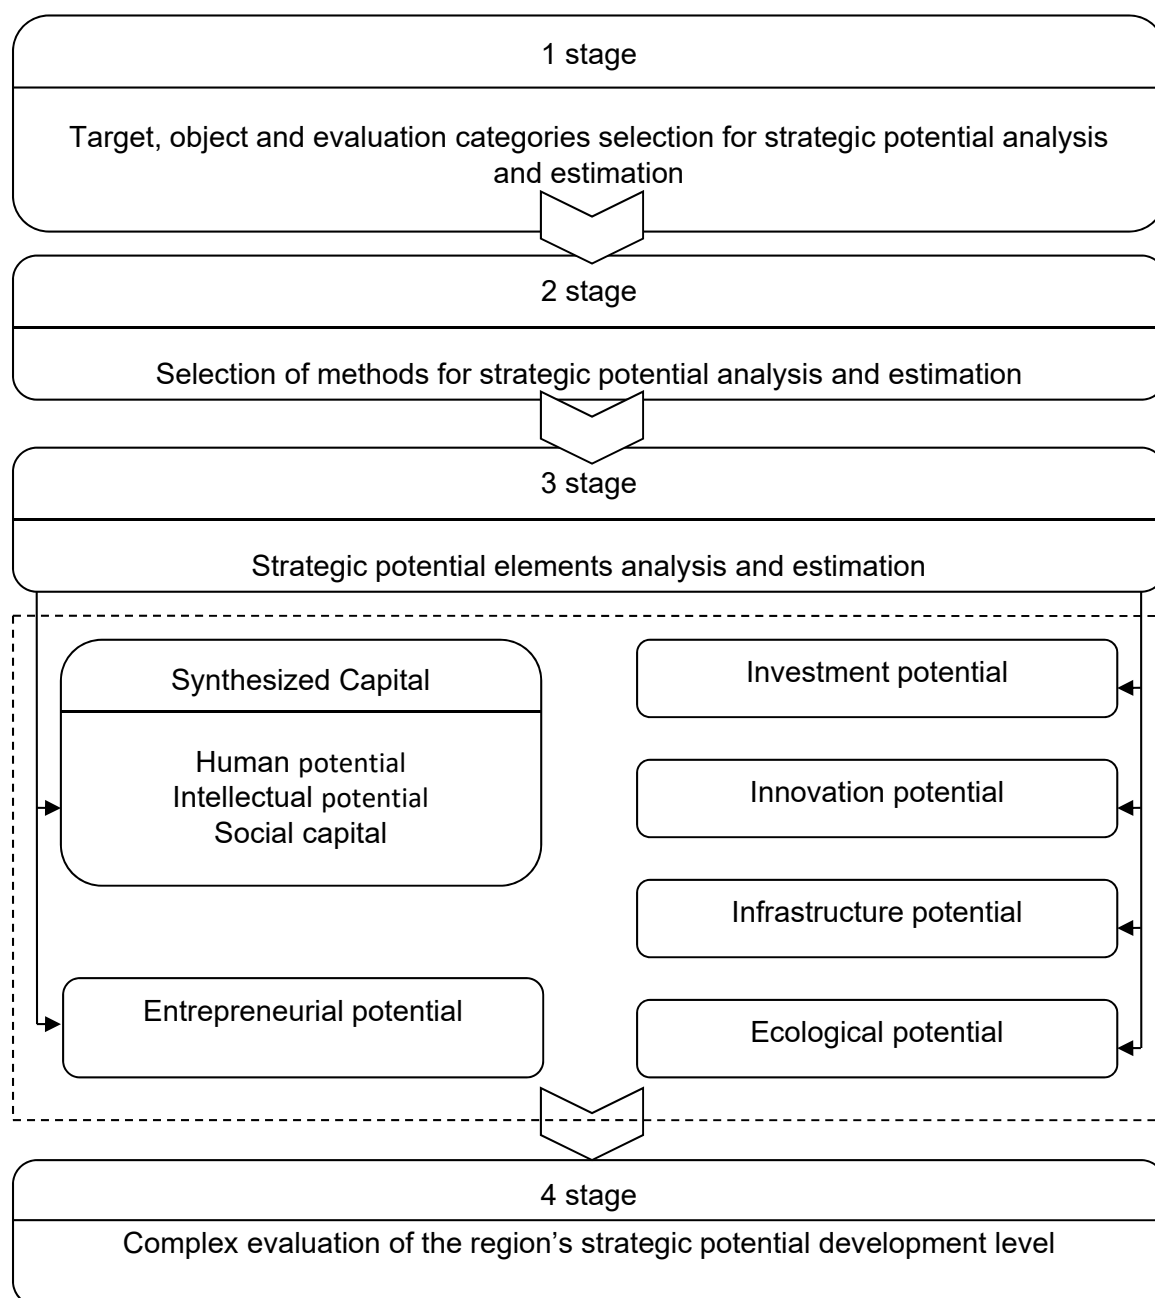 1 stage
Target, object and evaluation categories selection for strategic potential analysis
and estimation
2 stage
Selection of methods for strategic potential analysis and estimation
3 stage
Strategic potential elements analysis and estimation
Synthesized Capital
Human potential
Intellectual potential
Social capital
Entrepreneurial potential
Investment potential
Innovation potential
Infrastructure potential
Ecological potential
4 stage
Complex evaluation of the region’s strategic potential development level